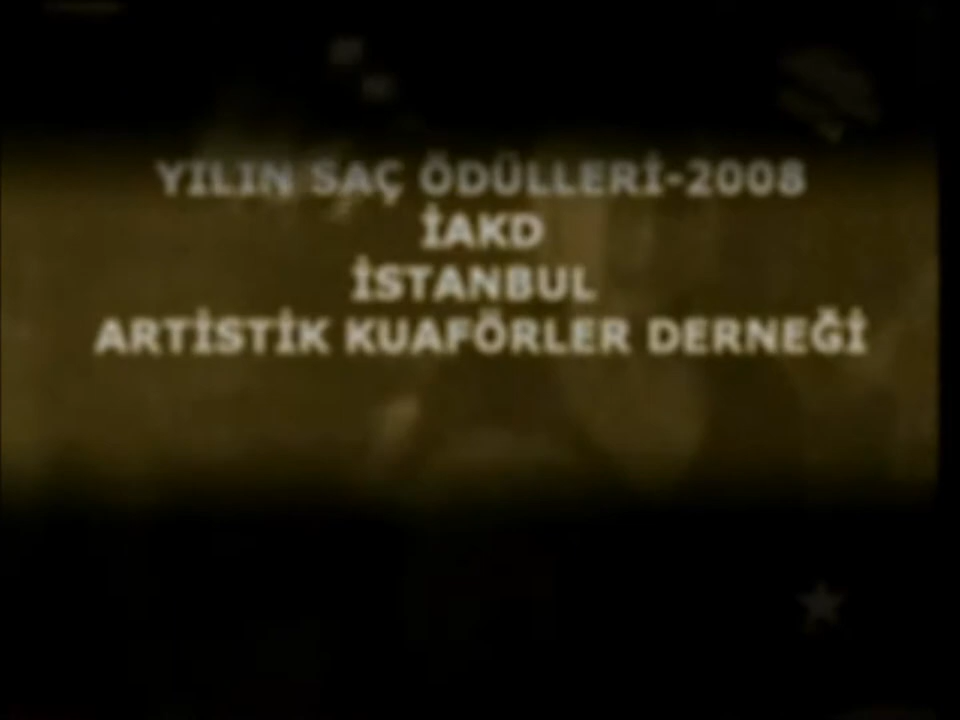 YILIN SAÇ ÖDÜLLERİ-2008
İAKD
İSTANBUL
ARTİSTİK KUAFÖRLER DERNEĞİ